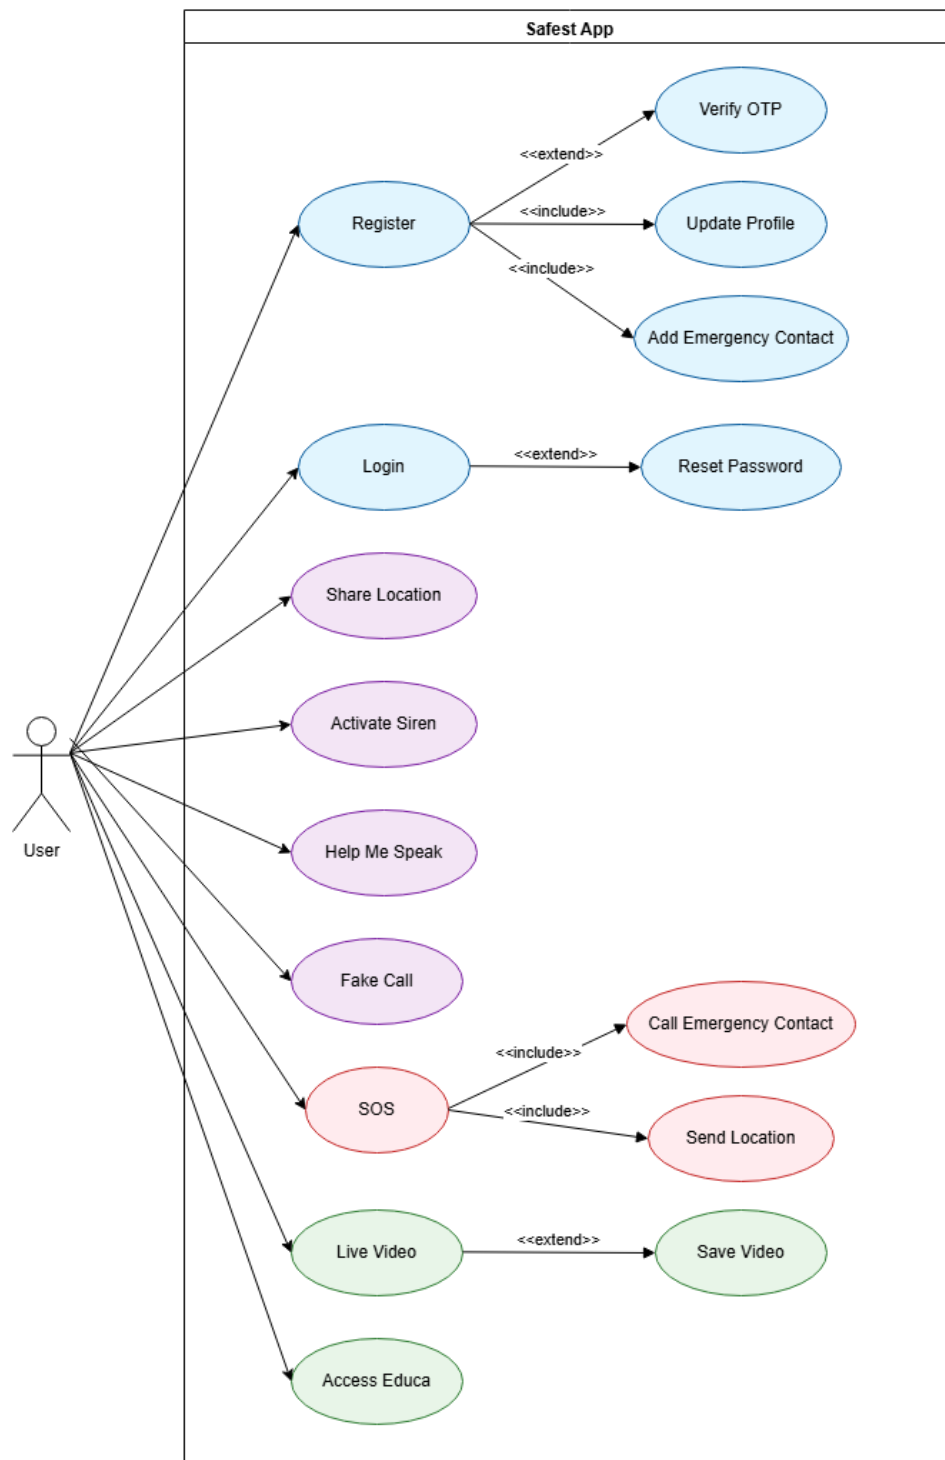 Safest App
Verify OTP
<<extend>>
Register
<<include>>
Update Profile
<<include>>
Add Emergency Contact
Login
<<extend>>
Reset Password
Share Location
Activate Siren
User
Help Me Speak
Fake Call
Call Emergency Contact
<<include>>
SOS
<<include>>
Send Location
Live Video
<<extend>>
Save Video
Access Educa